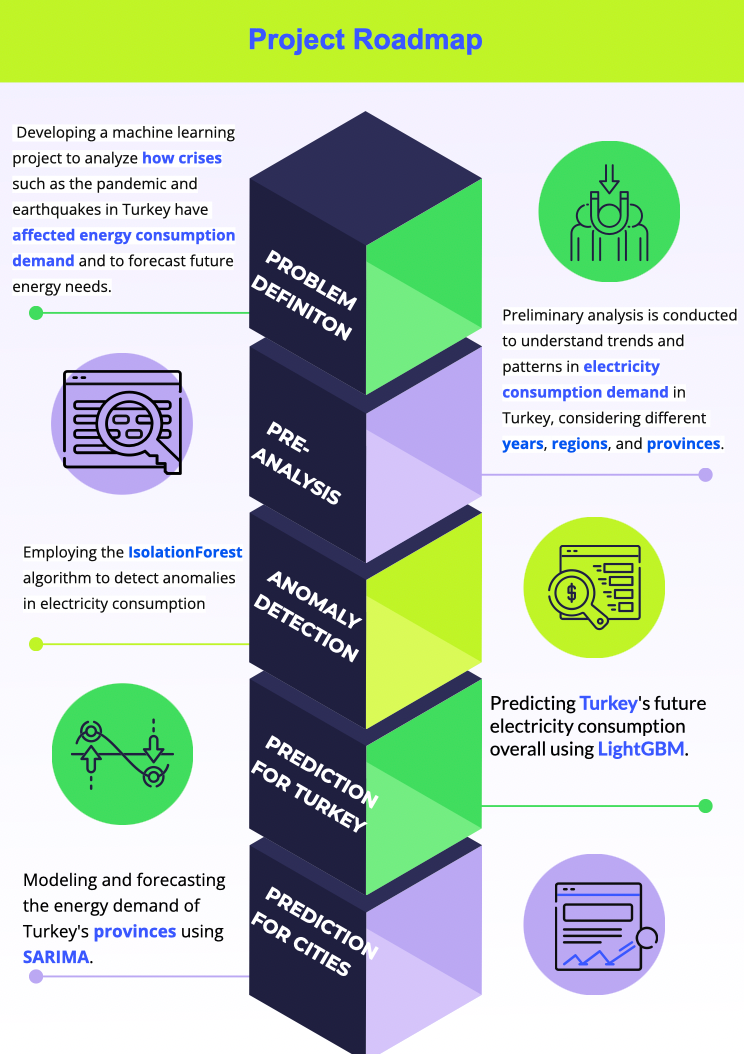 Project Roadmap
Developing a machine learning
project to analyze how crises
such as the pandemic and
earthquakes in Turkey have
affected energy consumption
demand and to forecast future
energy needs.
PROBLEM
DEFINITON
Preliminary analysis is conducted
to understand trends and
patterns in electricity
consumption demand in
Turkey, considering different
years, regions, and provinces.
PRE-
ANALYSIS
Employing the IsolationForest
algorithm to detect anomalies
in electricity consumption
ANOMALY
DETECTION
$
Predicting Turkey's future
electricity consumption
overall using LightGBM.
PREDICTION
FOR TURKEY
Modeling and forecasting
the energy demand of
Turkey's provinces using
SARIMA.
PREDICTION
FOR CITIES